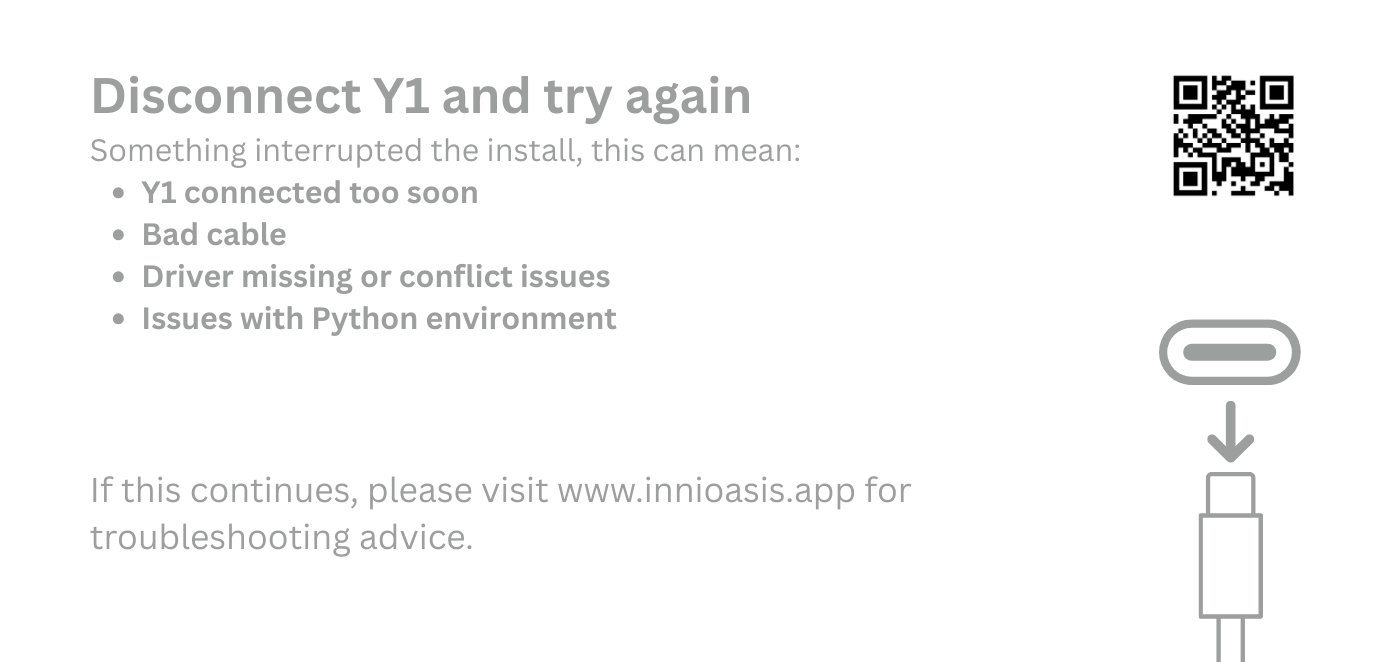 Disconnect Y1 and try again
Something interrupted the install, this can mean:
• Y1 connected too soon
• Bad cable
• Driver missing or conflict issues
• Issues with Python environment
If this continues, please visit www.innioasis.app for
troubleshooting advice.